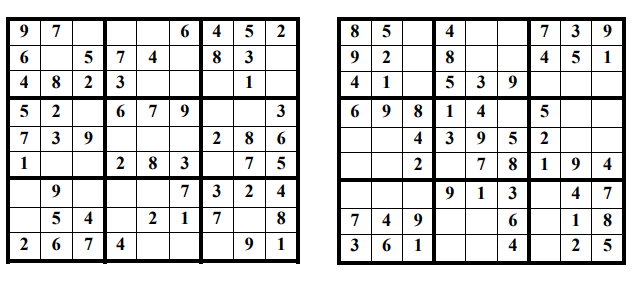 9 7 6 4 5 2
6 5 7 4 8 3
4 8 2 3 1
5 2 6 7 9 3
7 3 9 2 8 6
1 2 8 3 7 5
9 7 3 2 4
5 4 2 1 7 8
2 6 7 4 9 1
8 5 4 7 3 9
9 2 8 4 5 1
4 1 5 3 9
6 9 8 1 4 5
4 3 9 5 2
2 7 8 1 9 4
9 1 3 4 7
7 4 9 6 1 8
3 6 1 4 2 5